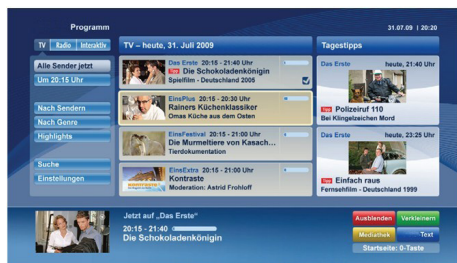 Programm
31.07.09 | 20:20
TV Radio Interaktiv
Alle Sender jetzt
Um 20:15 Uhr
Nach Sendern
Nach Genre
Highlights
Suche
Einstellungen
TV – heute, 31. Juli 2009
Das Erste 20:15 - 21:40 Uhr
Tipp Die Schokoladenkönigin
Spielfilm - Deutschland 2005
EinsPlus 20:15 - 20:30 Uhr
Rainers Küchenklassiker
Omas Küche aus dem Osten
EinsFestival 20:15 - 21:00 Uhr
Die Murmeltiere von Kasach...
Tierdokumentation
EinsExtra 20:15 - 21:00 Uhr
Kontraste
Moderation: Astrid Frohloff
Tagestipps
Das Erste heute, 21:40 Uhr
Tipp Polizeiruf 110
Bei Klingelzeichen Mord
Das Erste heute, 23:25 Uhr
Tipp Einfach raus
Fernsehfilm - Deutschland 1999
Jetzt auf „Das Erste“
20:15 - 21:40
Die Schokoladenkönigin
Ausblenden Verkleinern
Mediathek Text
Startseite: 0-Taste